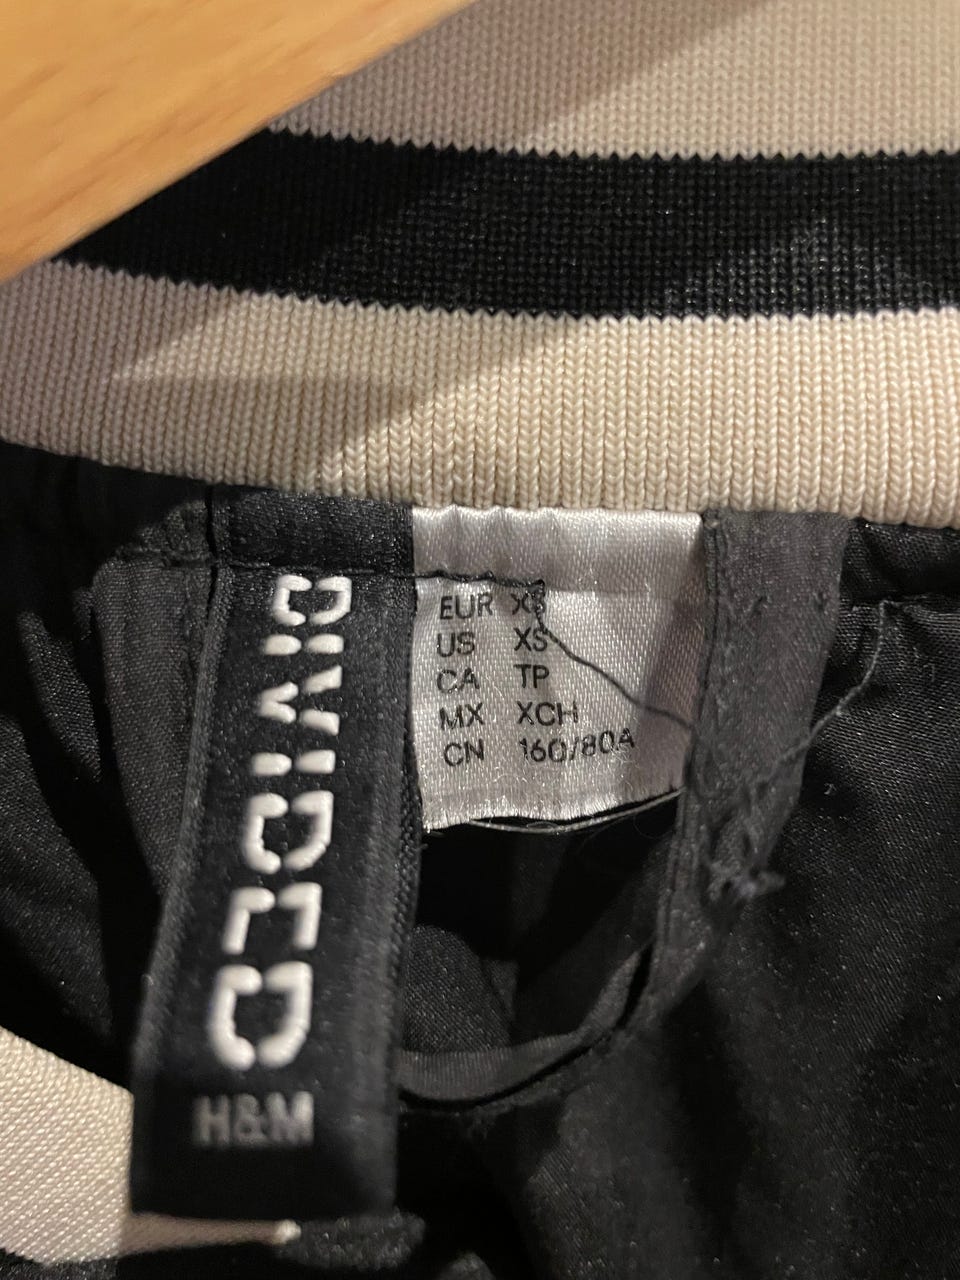 DIVIDED
H&M
EUR XS
US XS
CA TP
MX XCH
CN 160/80A